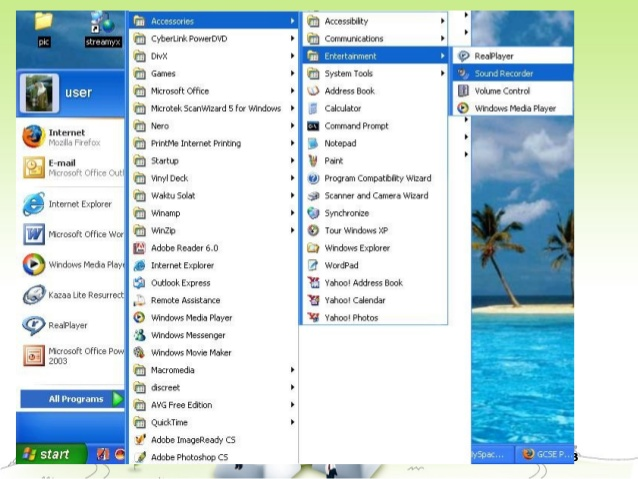 pic
streamyx
user
Internet
Mozilla Firefox
E-mail
Microsoft Office Outl
Internet Explorer
Microsoft Office Wor
Windows Media Playe
Kazaa Lite Resurrect
RealPlayer
Microsoft Office Pow
2003
All Programs
start
Accessories
CyberLink PowerDVD
DivX
Games
Microsoft Office
Microtek ScanWizard 5 for Windows
Nero
PrintMe Internet Printing
Startup
Vinyl Deck
Waktu Solat
Winamp
WinZip
Adobe Reader 6.0
Internet Explorer
Outlook Express
Remote Assistance
Windows Media Player
Windows Messenger
Windows Movie Maker
Macromedia
discreet
AVG Free Edition
QuickTime
Adobe ImageReady CS
Adobe Photoshop CS
Accessibility
Communications
Entertainment
System Tools
Address Book
Calculator
Command Prompt
Notepad
Paint
Program Compatibility Wizard
Scanner and Camera Wizard
Synchronize
Tour Windows XP
Windows Explorer
WordPad
Yahoo! Address Book
Yahoo! Calendar
Yahoo! Photos
RealPlayer
Sound Recorder
Volume Control
Windows Media Player
ySpac...
GCSE P...
3